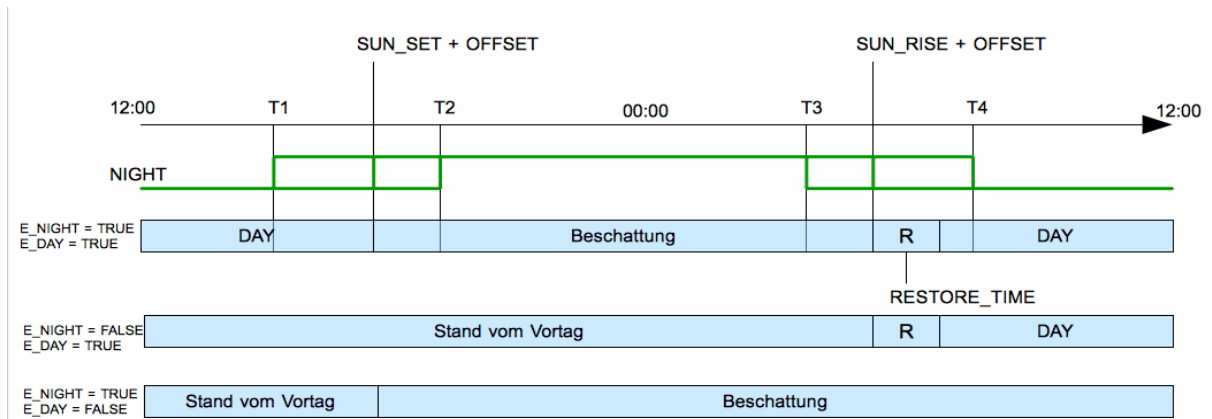 SUN_SET + OFFSET SUN_RISE + OFFSET
12:00 T1 T2 00:00 T3 T4 12:00
NIGHT
E_NIGHT = TRUE
E_DAY = TRUE
DAY Beschattung R DAY
RESTORE_TIME
E_NIGHT = FALSE
E_DAY = TRUE
Stand vom Vortag R DAY
E_NIGHT = TRUE
E_DAY = FALSE
Stand vom Vortag Beschattung